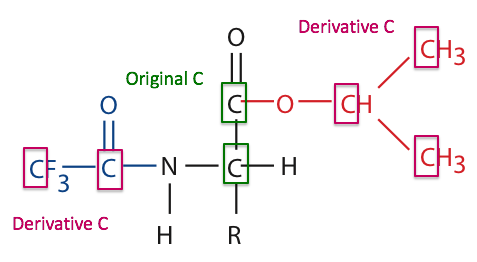 Derivative C
O CH3
Original C
O C O CH
CF3 C N C H CH3
Derivative C
H R